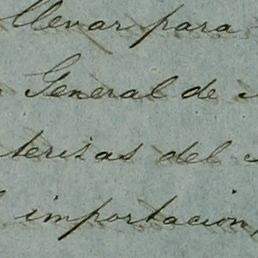 llevar para
General de
terizas del
importacion,